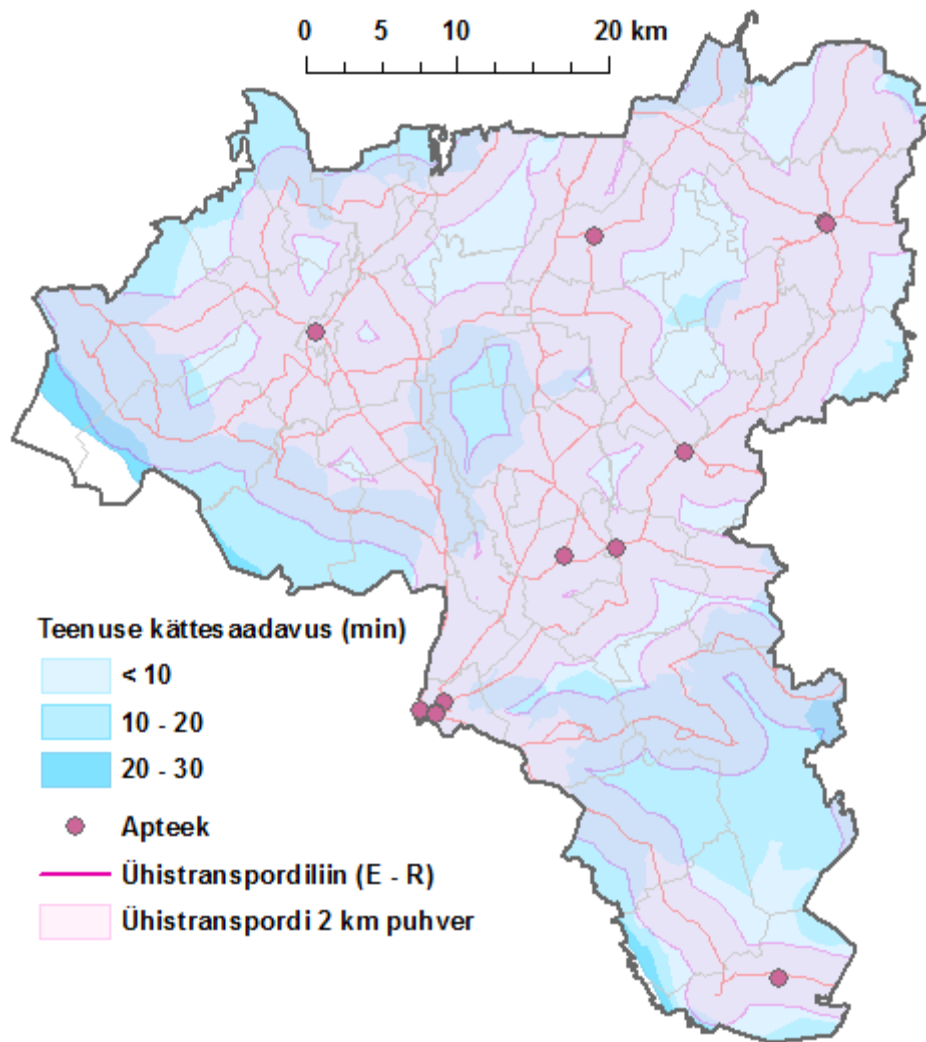 0 5 10 20 km
Teenuse kättesaadavus (min)
< 10
10 - 20
20 - 30
Apteek
Ühistranspordiliin (E - R)
Ühistranspordi 2 km puhver